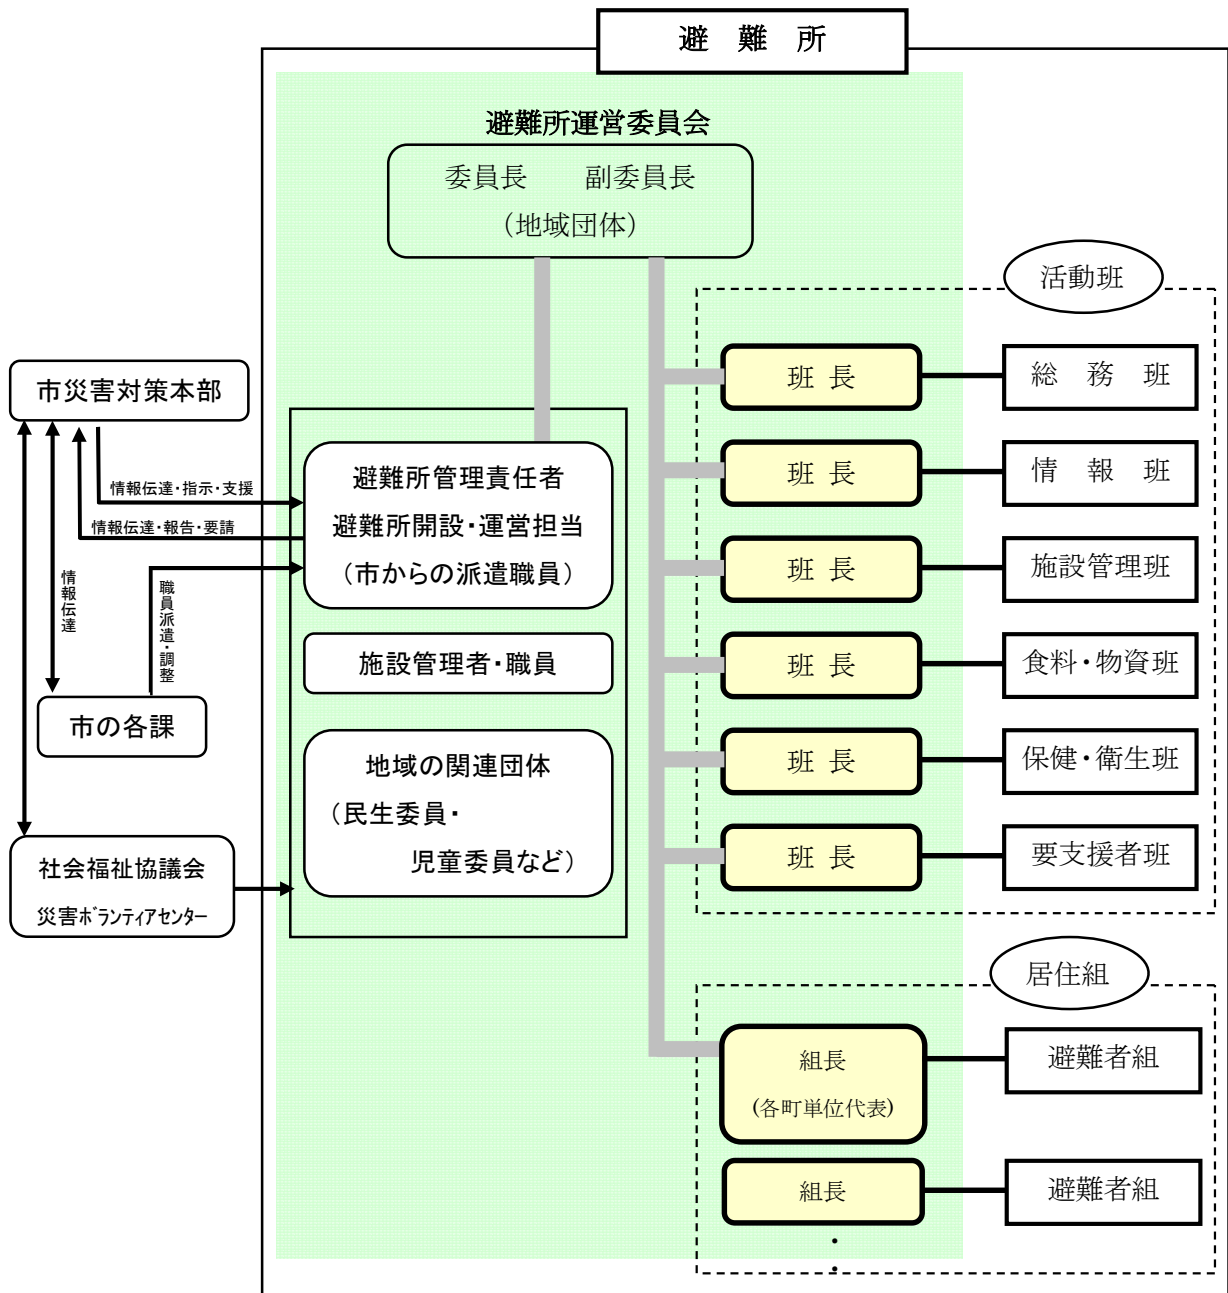 避　難　所
避難所運営委員会
委員長　　副委員長
（地域団体）
活動班
班 長
総　務　班
班 長
情　報　班
班 長
施設管理班
班 長
食料・物資班
班 長
保健・衛生班
班 長
要支援者班
市災害対策本部
情報伝達・指示・支援
情報伝達・報告・要請
情報伝達
職員派遣・調整
市の各課
社会福祉協議会
災害ﾎﾞﾗﾝﾃｨｱｾﾝﾀｰ
避難所管理責任者
避難所開設・運営担当
（市からの派遣職員）
施設管理者・職員
地域の関連団体
（民生委員・
児童委員など）
居住組
組長
(各町単位代表)
避難者組
組長
避難者組
・
・